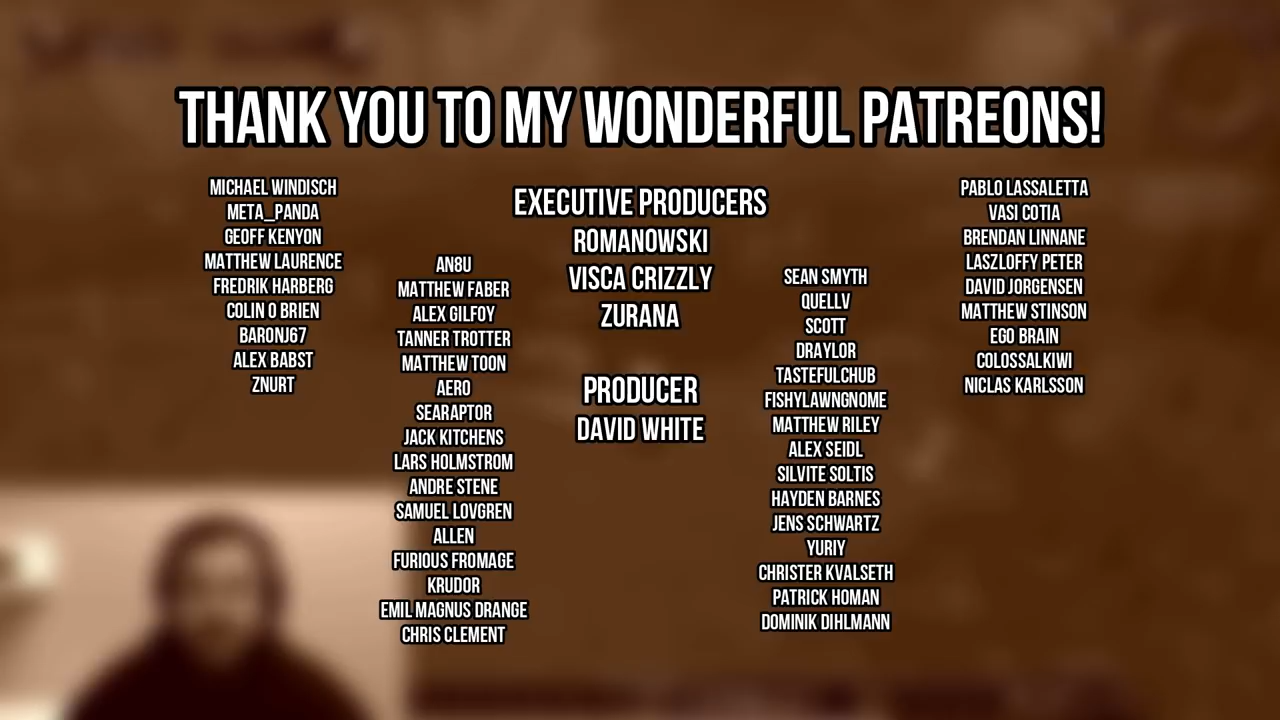 THANK YOU TO MY WONDERFUL PATREONS!
MICHAEL WINDISCH
META_PANDA
GEOFF KENYON
MATTHEW LAURENCE
FREDRIK HARBERG
COLIN O BRIEN
BARONJ67
ALEX BABST
ZNURT
AN8U
MATTHEW FABER
ALEX GILFOY
TANNER TROTTER
MATTHEW TOON
AERO
SEARAPTOR
JACK KITCHENS
LARS HOLMSTROM
ANDRE STENE
SAMUEL LOVGREN
ALLEN
FURIOUS FROMAGE
KRUDOR
EMIL MAGNUS DRANGE
CHRIS CLEMENT
EXECUTIVE PRODUCERS
ROMANOWSKI
VISCA CRIZZLY
ZURANA
PRODUCER
DAVID WHITE
SEAN SMYTH
QUELLV
SCOTT
DRAYLOR
TASTEFULCHUB
FISHYLAWNGNOME
MATTHEW RILEY
ALEX SEIDL
SILVITE SOLTIS
HAYDEN BARNES
JENS SCHWARTZ
YURIY
CHRISTER KVALSETH
PATRICK HOMAN
DOMINIK DIHLMANN
PABLO LASSALETTA
VASI COTIA
BRENDAN LINNANE
LASZLOFFY PETER
DAVID JORGENSEN
MATTHEW STINSON
EGO BRAIN
COLOSSALKIWI
NICLAS KARLSSON